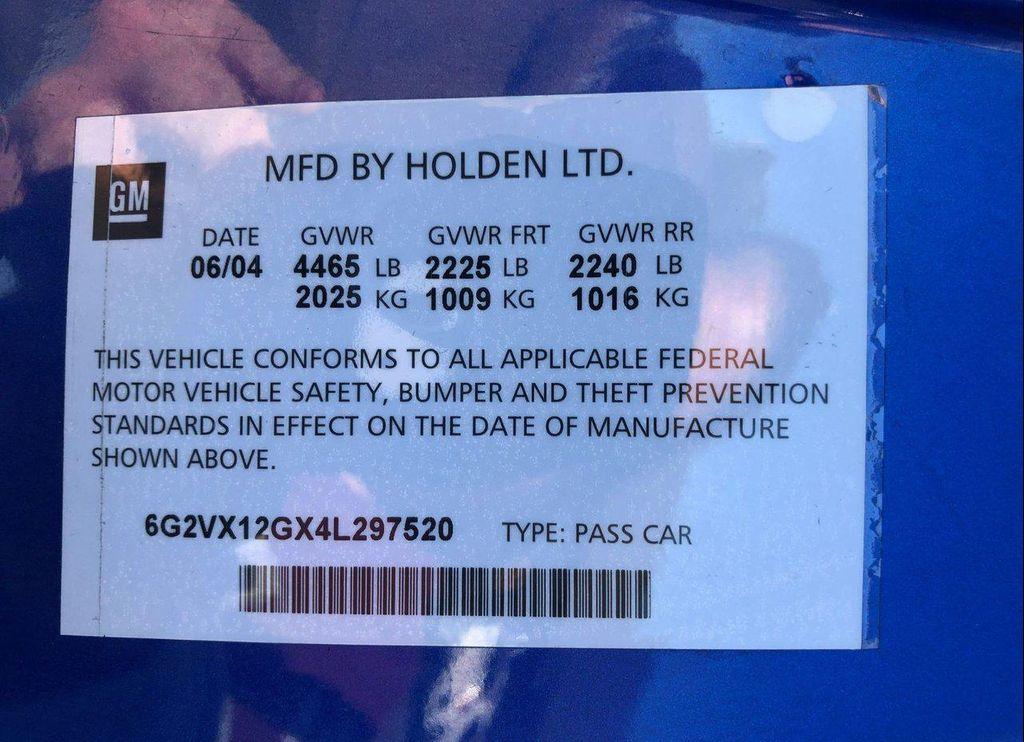 GM
MFD BY HOLDEN LTD.
DATE GVWR GVWR FRT GVWR RR
06/04 4465 LB 2225 LB 2240 LB
2025 KG 1009 KG 1016 KG
THIS VEHICLE CONFORMS TO ALL APPLICABLE FEDERAL
MOTOR VEHICLE SAFETY, BUMPER AND THEFT PREVENTION
STANDARDS IN EFFECT ON THE DATE OF MANUFACTURE
SHOWN ABOVE.
6G2VX12GX4L297520 TYPE: PASS CAR